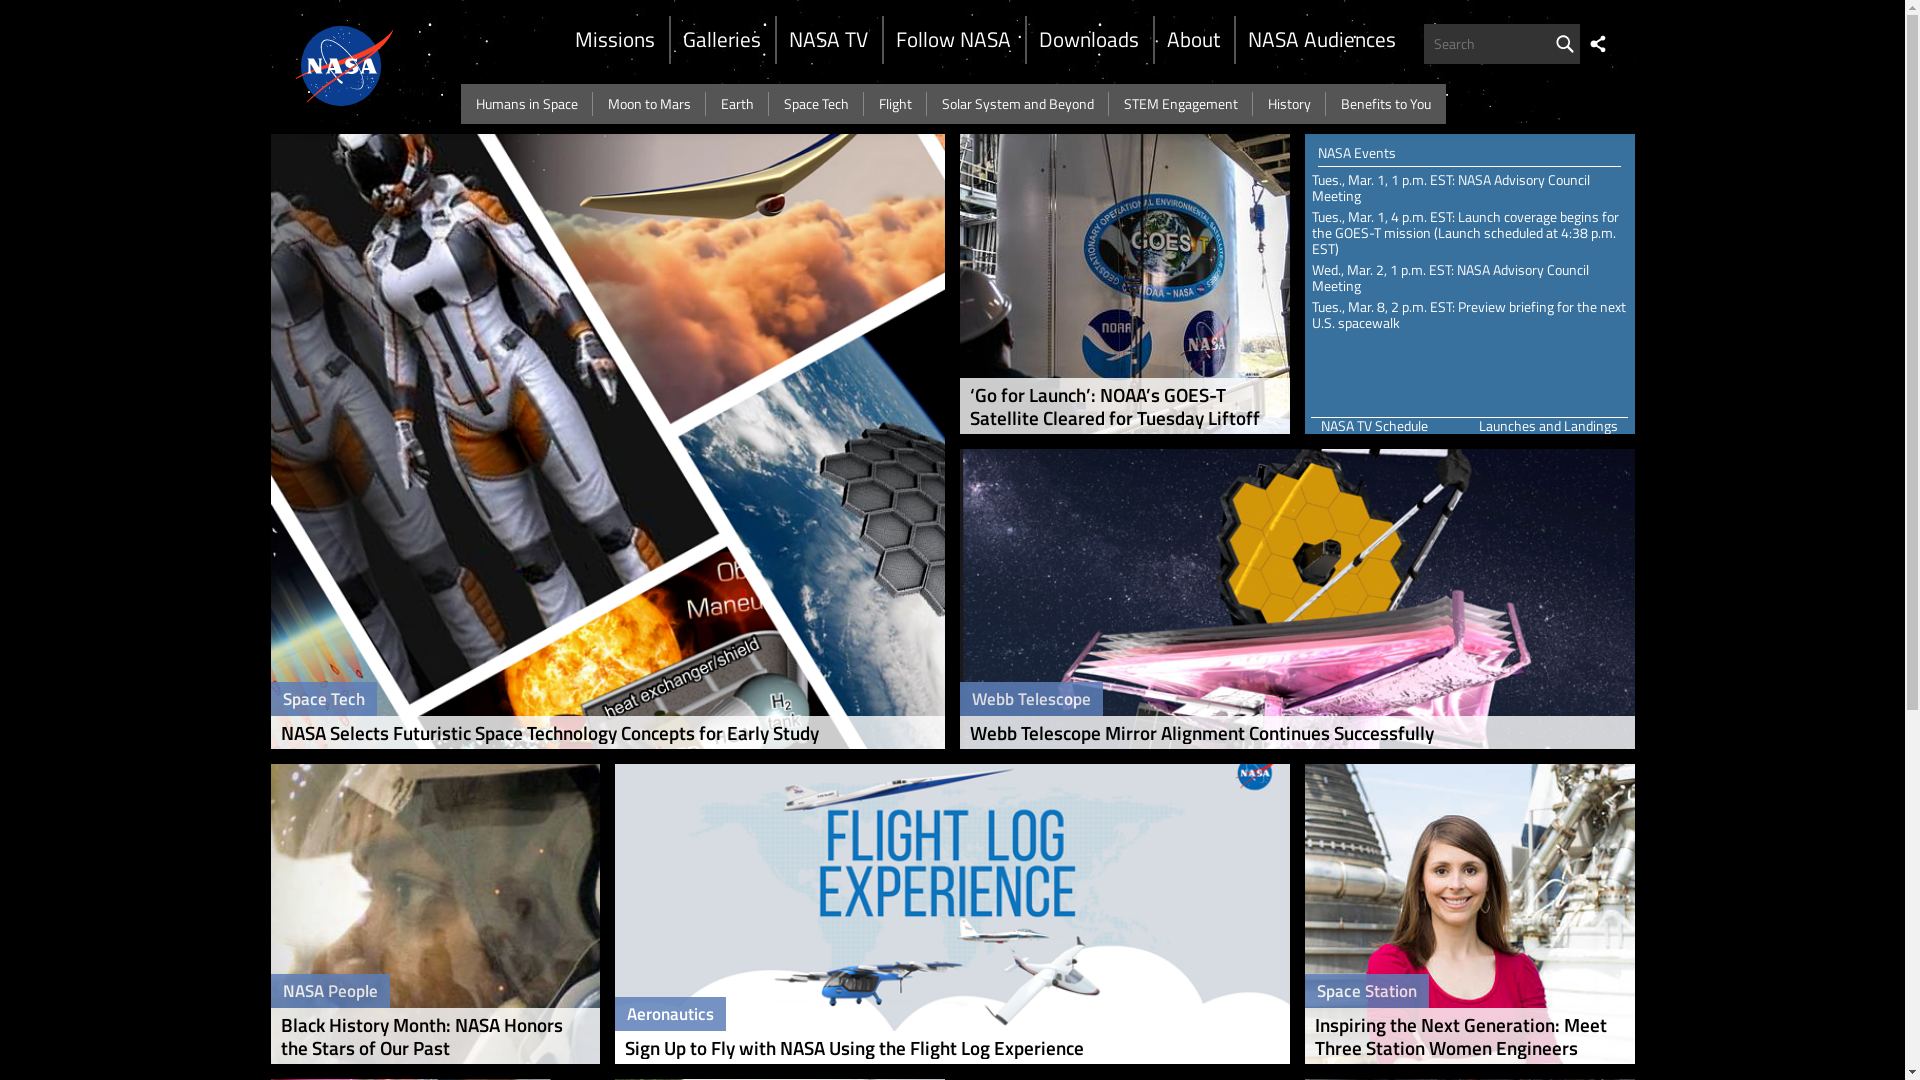 NASA
Missions
Galleries
NASA TV
Follow NASA
Downloads
About
NASA Audiences
Search
Humans in Space
Moon to Mars
Earth
Space Tech
Flight
Solar System and Beyond
STEM Engagement
History
Benefits to You
Ob
Maneu
heat exchanger/shield
H2
tank
Space Tech
NASA Selects Futuristic Space Technology Concepts for Early Study
GEOSTATIONARY OPERATIONAL ENVIRONMENTAL SATELLITE
GOES T
NOAA ~ NASA
NOAA
NASA
‘Go for Launch’: NOAA’s GOES-T
Satellite Cleared for Tuesday Liftoff
NASA Events
Tues., Mar. 1, 1 p.m. EST: NASA Advisory Council
Meeting
Tues., Mar. 1, 4 p.m. EST: Launch coverage begins for
the GOES-T mission (Launch scheduled at 4:38 p.m.
EST)
Wed., Mar. 2, 1 p.m. EST: NASA Advisory Council
Meeting
Tues., Mar. 8, 2 p.m. EST: Preview briefing for the next
U.S. spacewalk
NASA TV Schedule
Launches and Landings
Webb Telescope
Webb Telescope Mirror Alignment Continues Successfully
NASA People
Black History Month: NASA Honors
the Stars of Our Past
NASA
FLIGHT LOG
EXPERIENCE
Aeronautics
Sign Up to Fly with NASA Using the Flight Log Experience
Space Station
Inspiring the Next Generation: Meet
Three Station Women Engineers